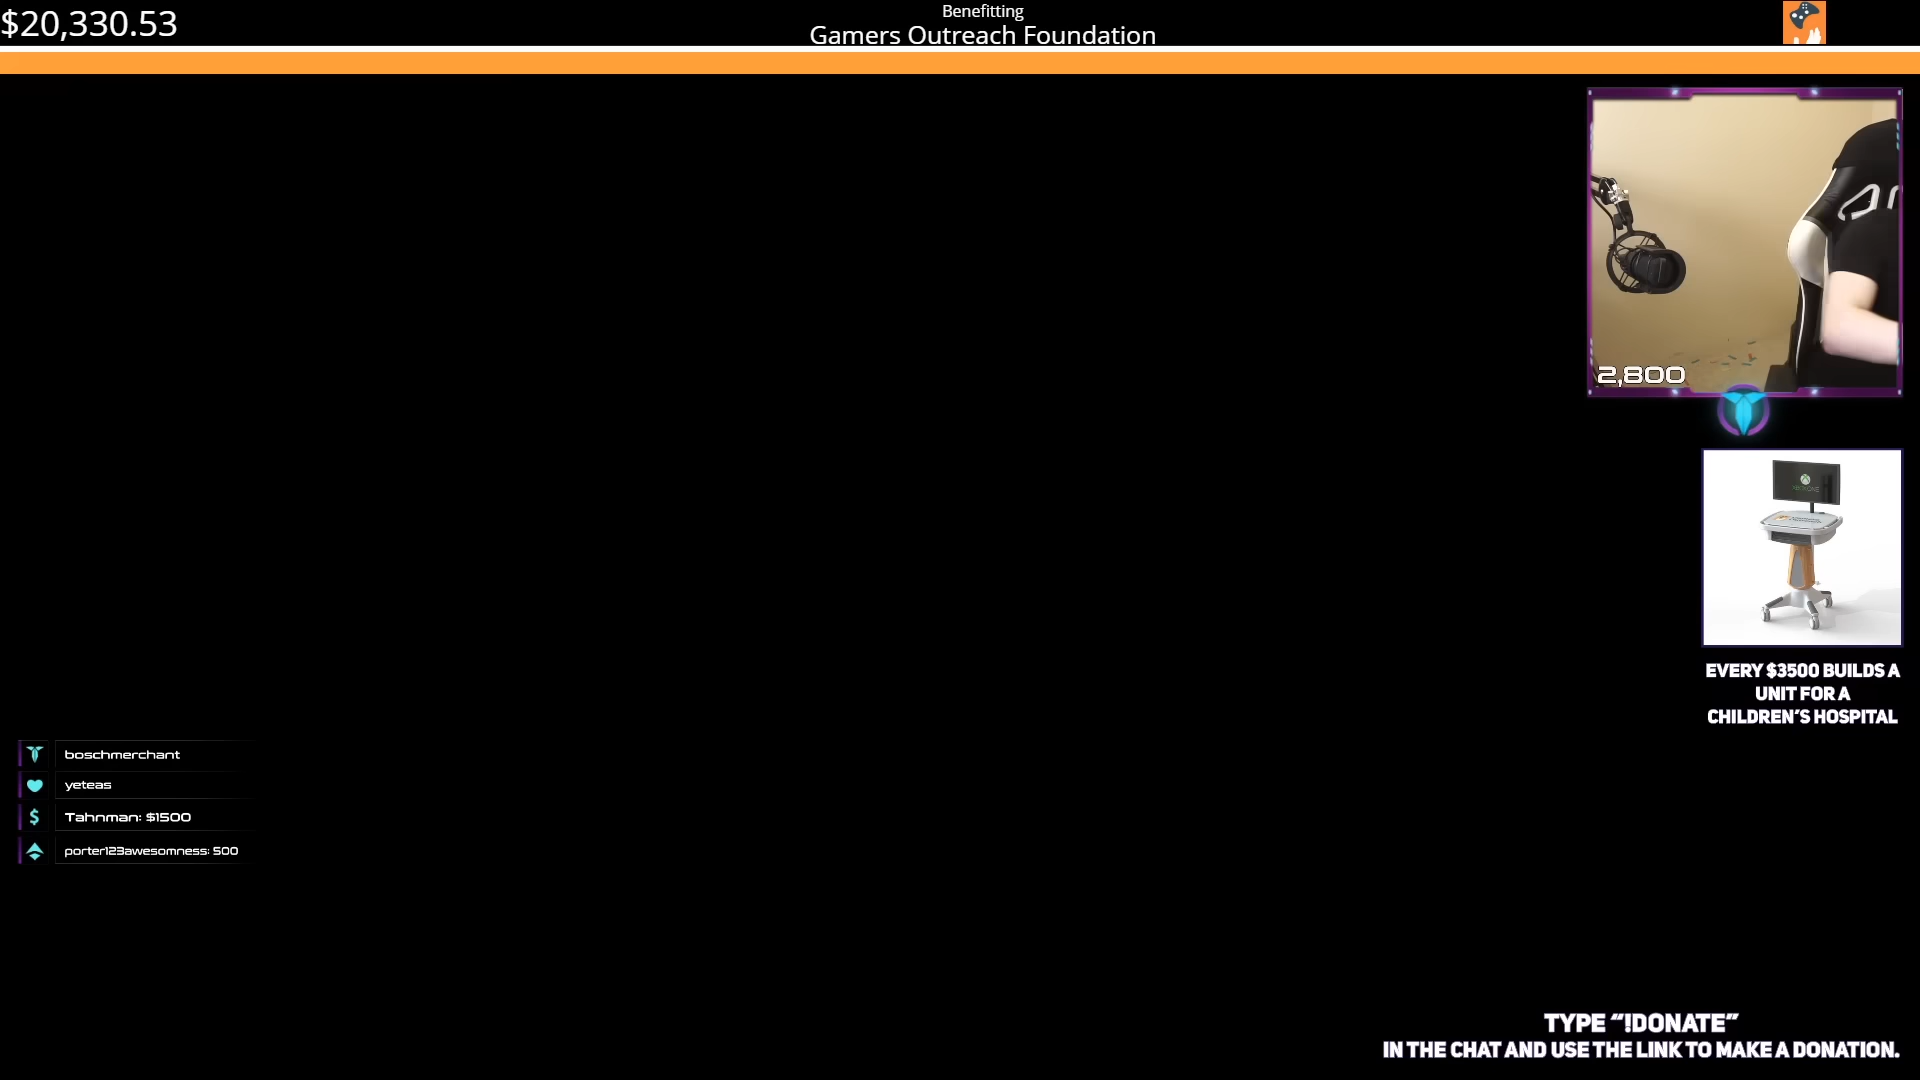 $20,330.53
Benefitting
Gamers Outreach Foundation
2,800
EVERY $3500 BUILDS A
UNIT FOR A
CHILDREN'S HOSPITAL
boschmerchant
yeteas
Tahnman: $1500
porter123awesomness: 500
TYPE “!DONATE”
IN THE CHAT AND USE THE LINK TO MAKE A DONATION.